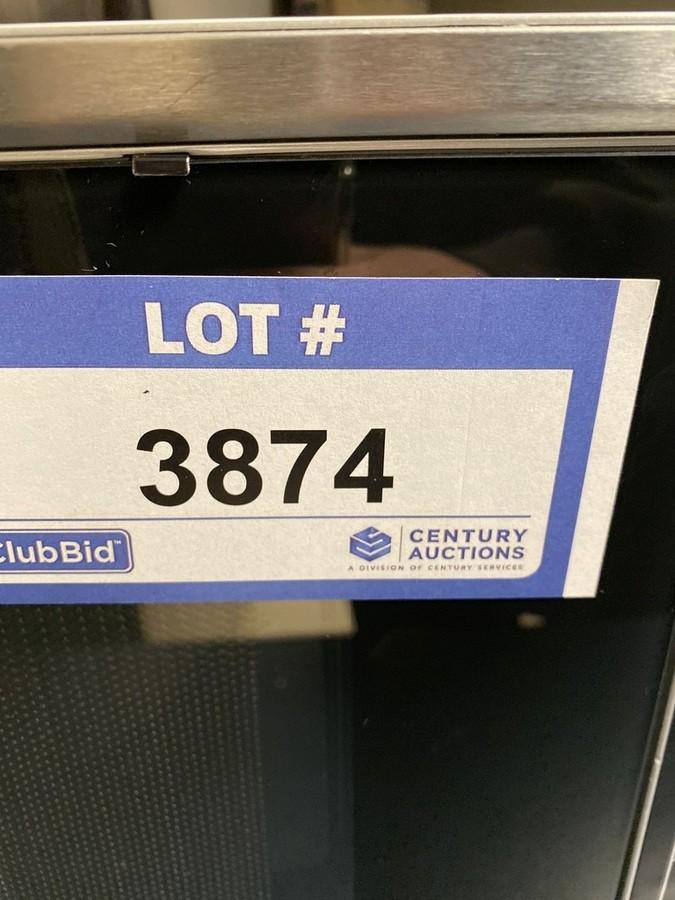 LOT #
3874
ClubBid™
CENTURY
AUCTIONS
A DIVISION OF CENTURY SERVICES